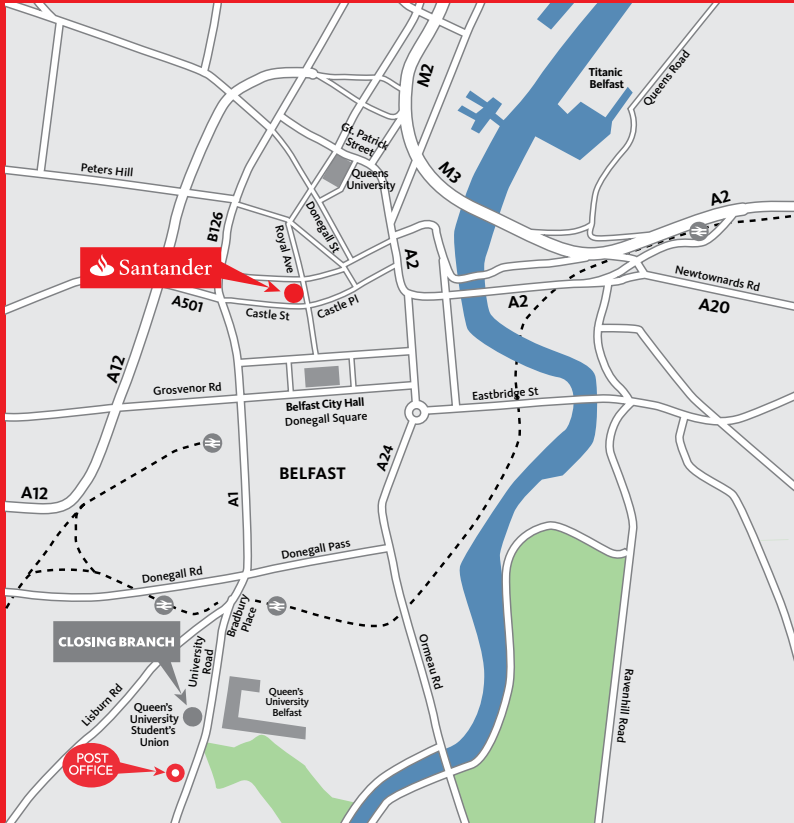 M2
Titanic
Belfast
Queens Road
Gt. Patrick
Street
Peters Hill
Queens
University
M3
A2
B126
Donegall St
Royal Ave
A2
Santander
Newtownards Rd
A501
Castle St
Castle Pl
A2
A20
A12
Grosvenor Rd
Eastbridge St
Belfast City Hall
Donegall Square
BELFAST
A24
A12
A1
Donegall Pass
Donegall Rd
Bradbury
Place
CLOSING BRANCH
University
Road
Ormeau Rd
Lisburn Rd
Queen's
University
Student's
Union
Queen's
University
Belfast
Ravenhill Road
POST
OFFICE